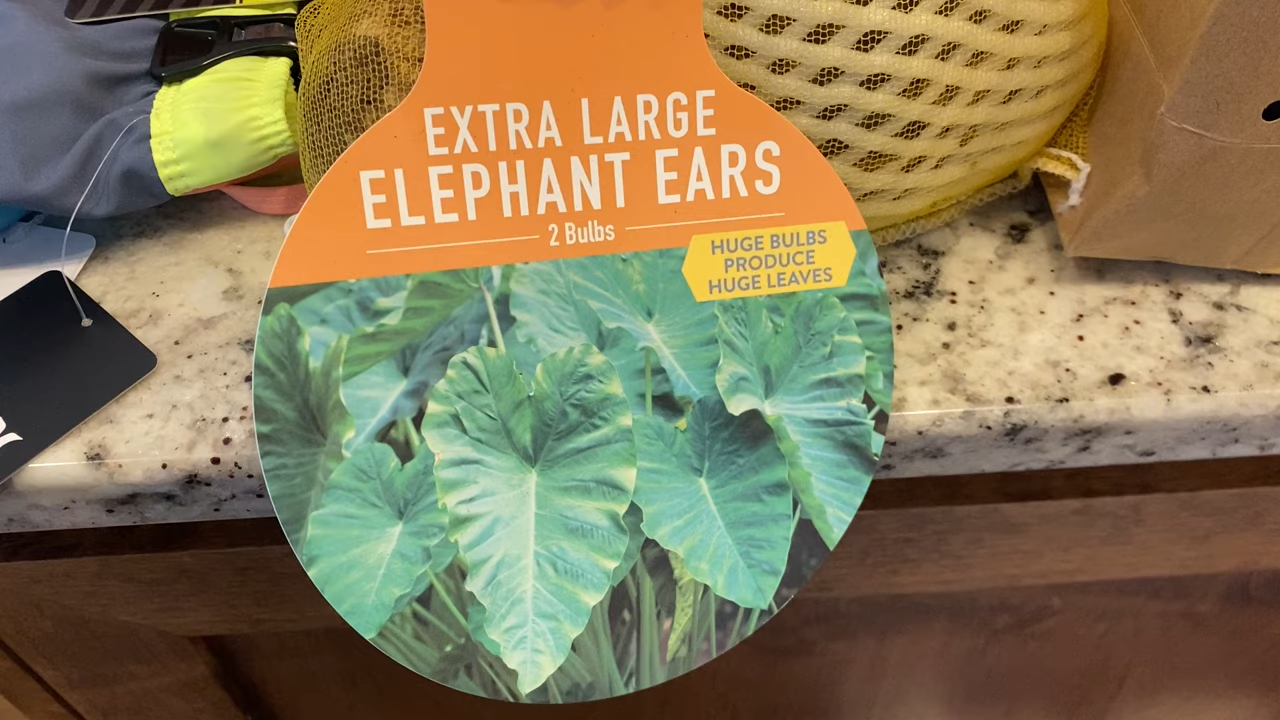 EXTRA LARGE
ELEPHANT EARS
2 Bulbs
HUGE BULBS
PRODUCE
HUGE LEAVES